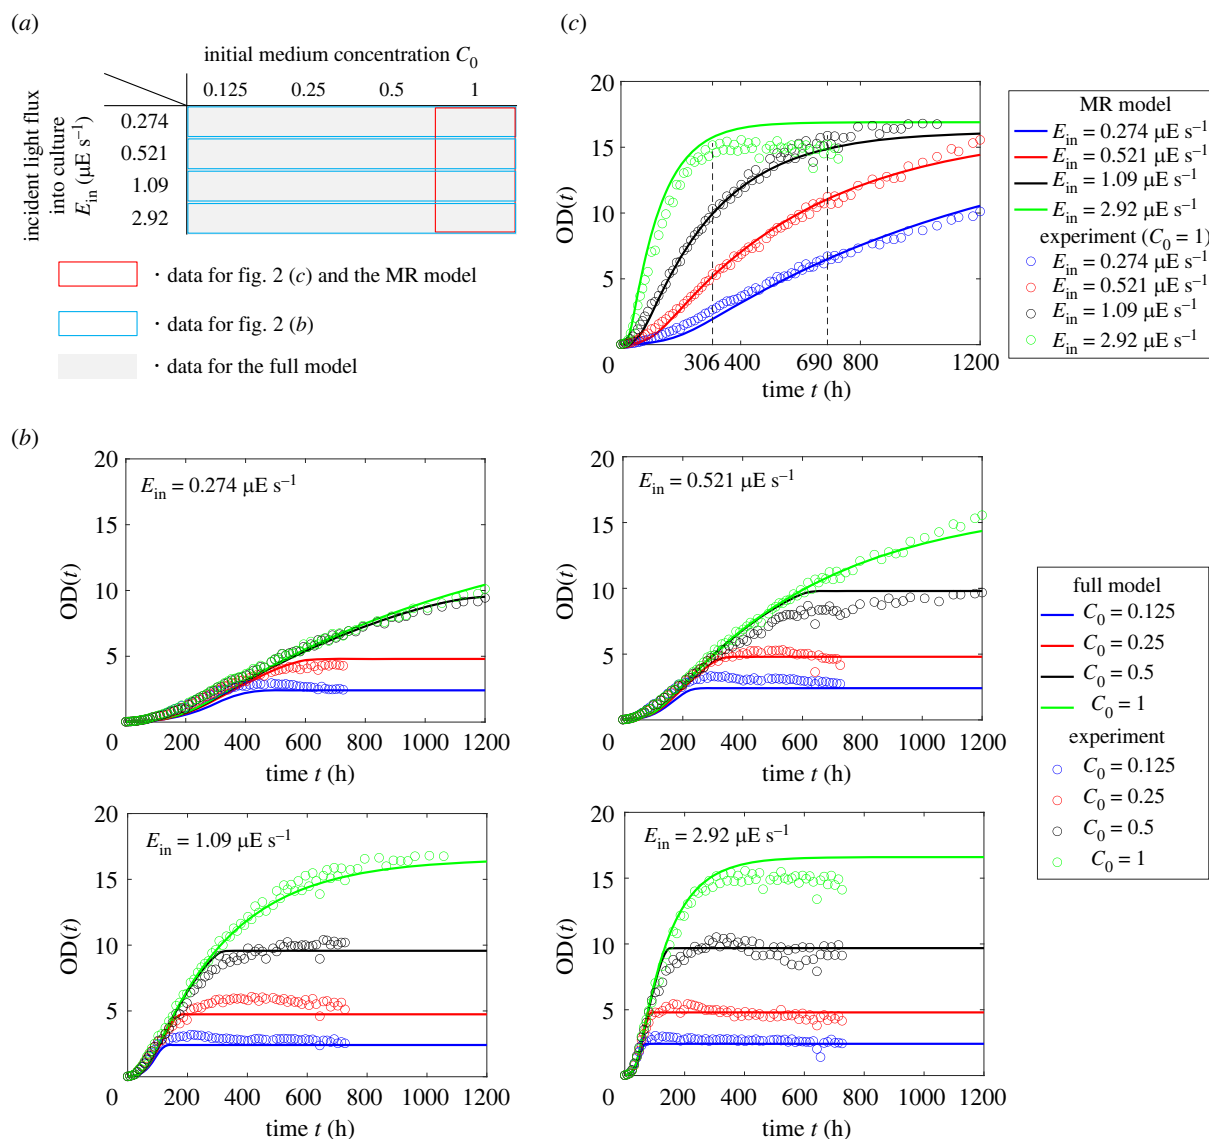 (a)
initial medium concentration C0
0.125 0.25 0.5 1
incident light flux
into culture
Ein (µE s−1)
0.274
0.521
1.09
2.92
· data for fig. 2 (c) and the MR model
· data for fig. 2 (b)
· data for the full model
(c)
20
15
10
5
0
OD(t)
306 400 690 800 1200
time t (h)
MR model
Ein = 0.274 µE s−1
Ein = 0.521 µE s−1
Ein = 1.09 µE s−1
Ein = 2.92 µE s−1
experiment (C0 = 1)
Ein = 0.274 µE s−1
Ein = 0.521 µE s−1
Ein = 1.09 µE s−1
Ein = 2.92 µE s−1
(b)
Ein = 0.274 µE s−1
20
15
10
5
OD(t)
0 200 400 600 800 1000 1200
time t (h)
Ein = 0.521 µE s−1
20
15
10
5
OD(t)
0 200 400 600 800 1000 1200
time t (h)
Ein = 1.09 µE s−1
20
15
10
5
OD(t)
0 200 400 600 800 1000 1200
time t (h)
Ein = 2.92 µE s−1
20
15
10
5
OD(t)
0 200 400 600 800 1000 1200
time t (h)
full model
C0 = 0.125
C0 = 0.25
C0 = 0.5
C0 = 1
experiment
C0 = 0.125
C0 = 0.25
C0 = 0.5
C0 = 1